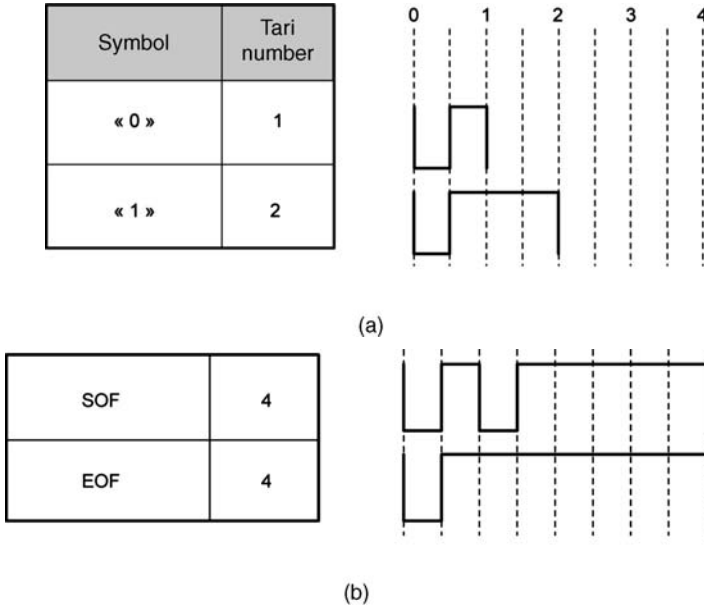 Symbol Tari number
0 1 2 3 4
« 0 » 1
« 1 » 2
(a)
SOF 4
EOF 4
(b)